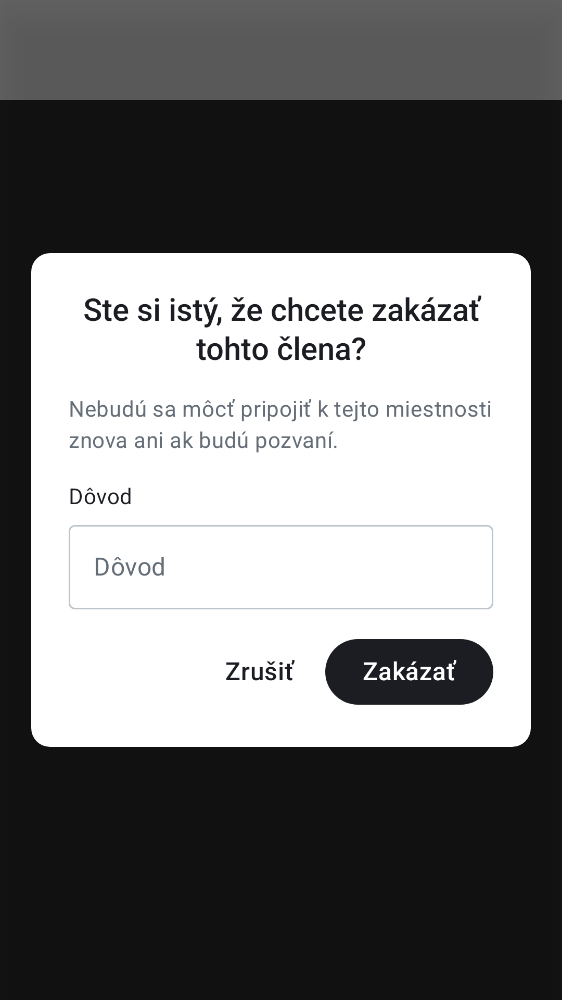 Ste si istý, že chcete zakázať
tohto člena?
Nebudú sa môcť pripojiť k tejto miestnosti
znova ani ak budú pozvaní.
Dôvod
Dôvod
Zrušiť
Zakázať